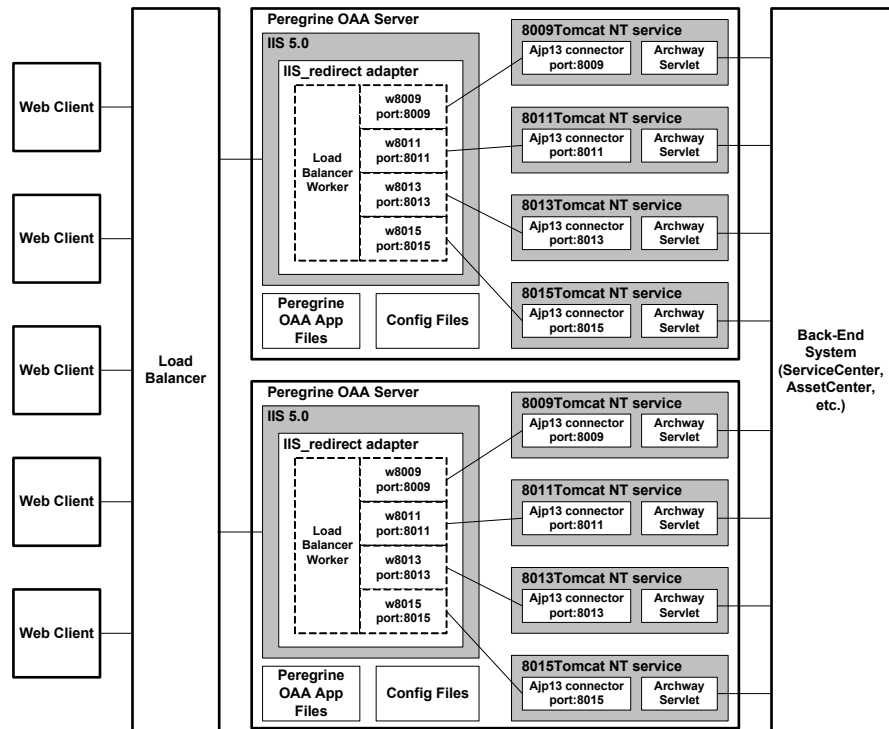 Web Client
Web Client
Web Client
Web Client
Web Client
Load
Balancer
Peregrine OAA Server
IIS 5.0
IIS_redirect adapter
Load
Balancer
Worker
w8009
port:8009
w8011
port:8011
w8013
port:8013
w8015
port:8015
Peregrine
OAA App
Files
Config Files
8009Tomcat NT service
Ajp13 connector
port:8009
Archway
Servlet
8011Tomcat NT service
Ajp13 connector
port:8011
Archway
Servlet
8013Tomcat NT service
Ajp13 connector
port:8013
Archway
Servlet
8015Tomcat NT service
Ajp13 connector
port:8015
Archway
Servlet
Peregrine OAA Server
IIS 5.0
IIS_redirect adapter
Load
Balancer
Worker
w8009
port:8009
w8011
port:8011
w8013
port:8013
w8015
port:8015
Peregrine
OAA App
Files
Config Files
8009Tomcat NT service
Ajp13 connector
port:8009
Archway
Servlet
8011Tomcat NT service
Ajp13 connector
port:8011
Archway
Servlet
8013Tomcat NT service
Ajp13 connector
port:8013
Archway
Servlet
8015Tomcat NT service
Ajp13 connector
port:8015
Archway
Servlet
Back-End
System
(ServiceCenter,
AssetCenter,
etc.)